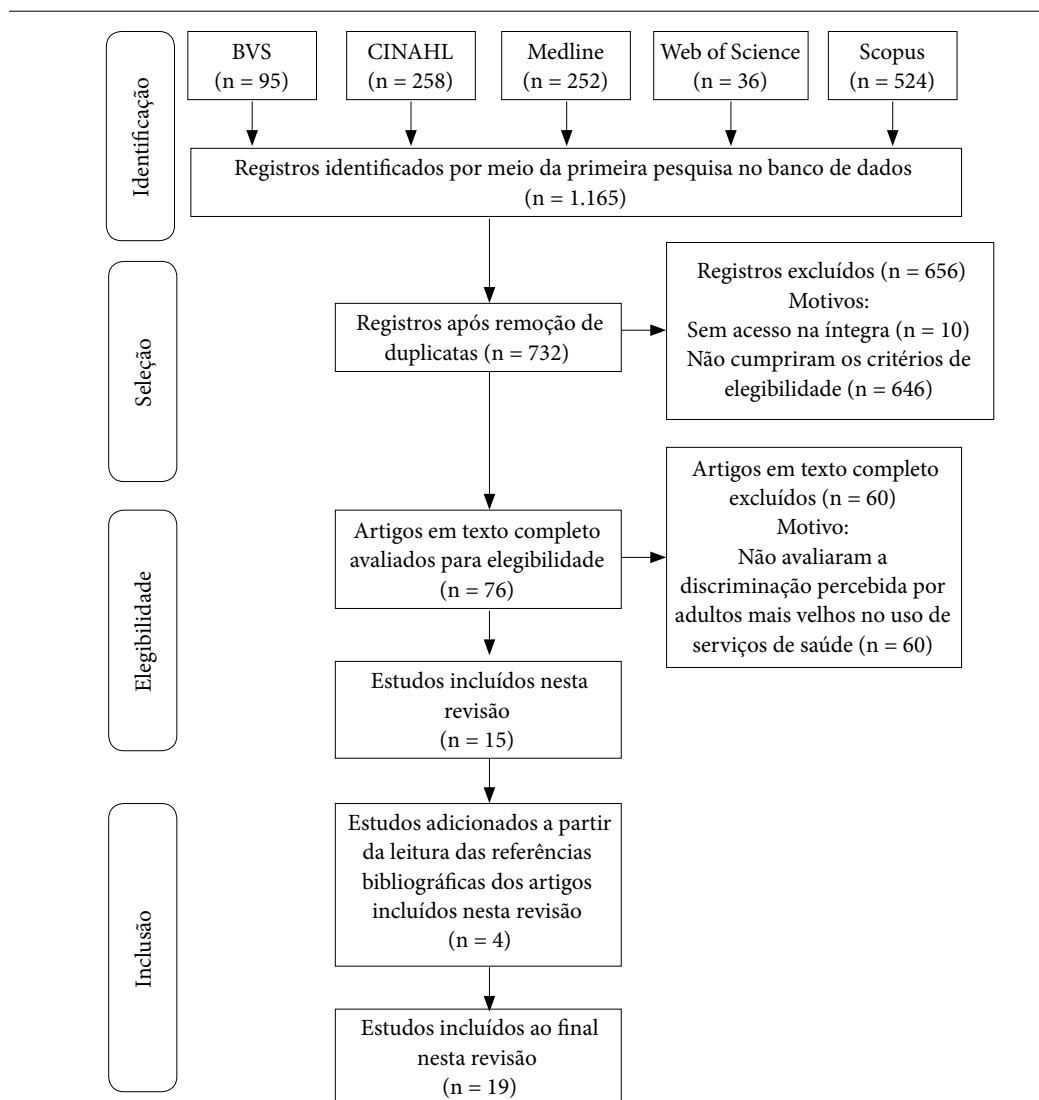 Identificação
BVS
(n = 95)
CINAHL
(n = 258)
Medline
(n = 252)
Web of Science
(n = 36)
Scopus
(n = 524)
Registros identificados por meio da primeira pesquisa no banco de dados
(n = 1.165)
Seleção
Registros após remoção de
duplicatas (n = 732)
Registros excluídos (n = 656)
Motivos:
Sem acesso na íntegra (n = 10)
Não cumpriram os critérios de
elegibilidade (n = 646)
Elegibilidade
Artigos em texto completo
avaliados para elegibilidade
(n = 76)
Artigos em texto completo
excluídos (n = 60)
Motivo:
Não avaliaram a
discriminação percebida por
adultos mais velhos no uso de
serviços de saúde (n = 60)
Estudos incluídos nesta
revisão
(n = 15)
Inclusão
Estudos adicionados a partir
da leitura das referências
bibliográficas dos artigos
incluídos nesta revisão
(n = 4)
Estudos incluídos ao final
nesta revisão
(n = 19)